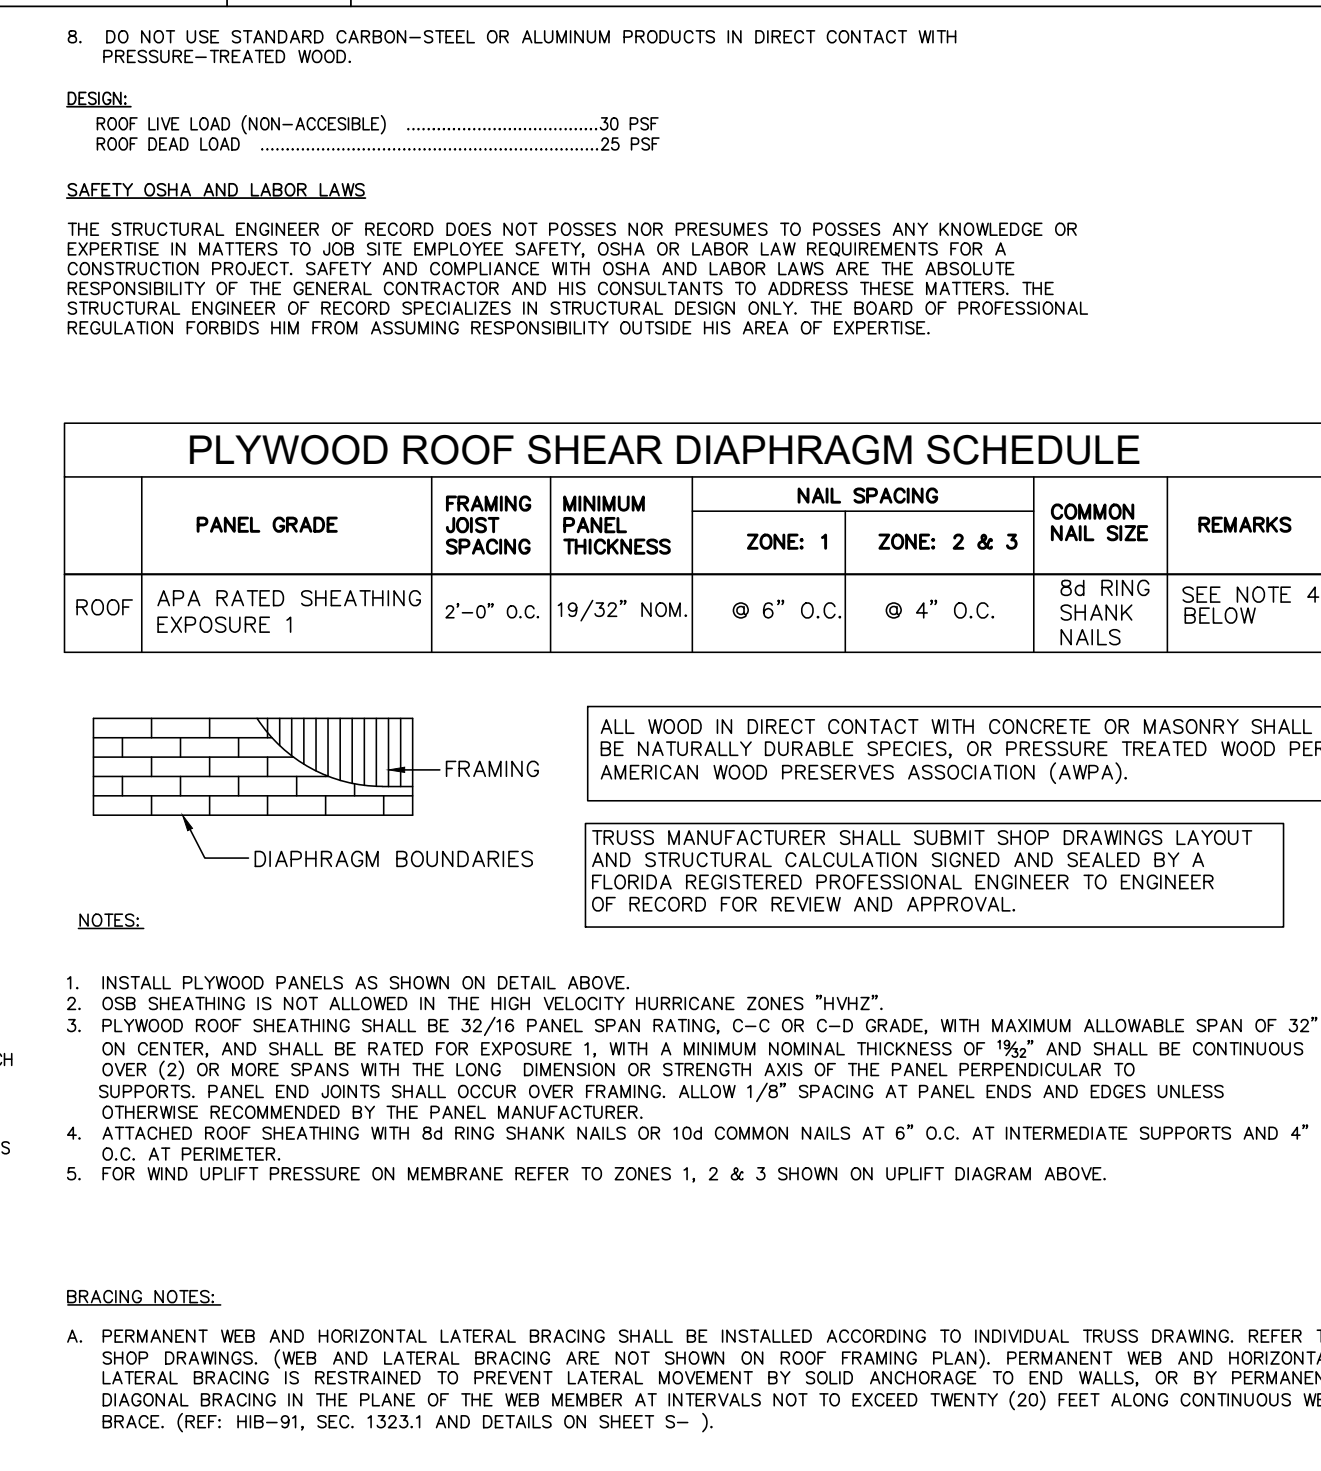 8. DO NOT USE STANDARD CARBON-STEEL OR ALUMINUM PRODUCTS IN DIRECT CONTACT WITH
PRESSURE-TREATED WOOD.
DESIGN:
ROOF LIVE LOAD (NON-ACCESIBLE) ......................................30 PSF
ROOF DEAD LOAD ...................................................................25 PSF
SAFETY OSHA AND LABOR LAWS
THE STRUCTURAL ENGINEER OF RECORD DOES NOT POSSES NOR PRESUMES TO POSSES ANY KNOWLEDGE OR
EXPERTISE IN MATTERS TO JOB SITE EMPLOYEE SAFETY, OSHA OR LABOR LAW REQUIREMENTS FOR A
CONSTRUCTION PROJECT. SAFETY AND COMPLIANCE WITH OSHA AND LABOR LAWS ARE THE ABSOLUTE
RESPONSIBILITY OF THE GENERAL CONTRACTOR AND HIS CONSULTANTS TO ADDRESS THESE MATTERS. THE
STRUCTURAL ENGINEER OF RECORD SPECIALIZES IN STRUCTURAL DESIGN ONLY. THE BOARD OF PROFESSIONAL
REGULATION FORBIDS HIM FROM ASSUMING RESPONSIBILITY OUTSIDE HIS AREA OF EXPERTISE.
PLYWOOD ROOF SHEAR DIAPHRAGM SCHEDULE
PANEL GRADE
FRAMING
JOIST
SPACING
MINIMUM
PANEL
THICKNESS
NAIL SPACING
ZONE: 1
ZONE: 2 & 3
COMMON
NAIL SIZE
REMARKS
ROOF
APA RATED SHEATHING
EXPOSURE 1
2'-0" O.C.
19/32" NOM.
@ 6" O.C.
@ 4" O.C.
8d RING
SHANK
NAILS
SEE NOTE 4
BELOW
FRAMING
DIAPHRAGM BOUNDARIES
ALL WOOD IN DIRECT CONTACT WITH CONCRETE OR MASONRY SHALL
BE NATURALLY DURABLE SPECIES, OR PRESSURE TREATED WOOD PER
AMERICAN WOOD PRESERVES ASSOCIATION (AWPA).
TRUSS MANUFACTURER SHALL SUBMIT SHOP DRAWINGS LAYOUT
AND STRUCTURAL CALCULATION SIGNED AND SEALED BY A
FLORIDA REGISTERED PROFESSIONAL ENGINEER TO ENGINEER
OF RECORD FOR REVIEW AND APPROVAL.
NOTES:
1. INSTALL PLYWOOD PANELS AS SHOWN ON DETAIL ABOVE.
2. OSB SHEATHING IS NOT ALLOWED IN THE HIGH VELOCITY HURRICANE ZONES "HVHZ".
3. PLYWOOD ROOF SHEATHING SHALL BE 32/16 PANEL SPAN RATING, C-C OR C-D GRADE, WITH MAXIMUM ALLOWABLE SPAN OF 32"
ON CENTER, AND SHALL BE RATED FOR EXPOSURE 1, WITH A MINIMUM NOMINAL THICKNESS OF 19/32" AND SHALL BE CONTINUOUS
OVER (2) OR MORE SPANS WITH THE LONG DIMENSION OR STRENGTH AXIS OF THE PANEL PERPENDICULAR TO
SUPPORTS. PANEL END JOINTS SHALL OCCUR OVER FRAMING. ALLOW 1/8" SPACING AT PANEL ENDS AND EDGES UNLESS
OTHERWISE RECOMMENDED BY THE PANEL MANUFACTURER.
4. ATTACHED ROOF SHEATHING WITH 8d RING SHANK NAILS OR 10d COMMON NAILS AT 6" O.C. AT INTERMEDIATE SUPPORTS AND 4"
O.C. AT PERIMETER.
5. FOR WIND UPLIFT PRESSURE ON MEMBRANE REFER TO ZONES 1, 2 & 3 SHOWN ON UPLIFT DIAGRAM ABOVE.
BRACING NOTES:
A. PERMANENT WEB AND HORIZONTAL LATERAL BRACING SHALL BE INSTALLED ACCORDING TO INDIVIDUAL TRUSS DRAWING. REFER
SHOP DRAWINGS. (WEB AND LATERAL BRACING ARE NOT SHOWN ON ROOF FRAMING PLAN). PERMANENT WEB AND
LATERAL BRACING IS RESTRAINED TO PREVENT LATERAL MOVEMENT BY SOLID ANCHORAGE TO END WALLS, OR BY
DIAGONAL BRACING IN THE PLANE OF THE WEB MEMBER AT INTERVALS NOT TO EXCEED TWENTY (20) FEET ALONG CONTINUOUS
BRACE. (REF: HIB-91, SEC. 1323.1 AND DETAILS ON SHEET S- ).